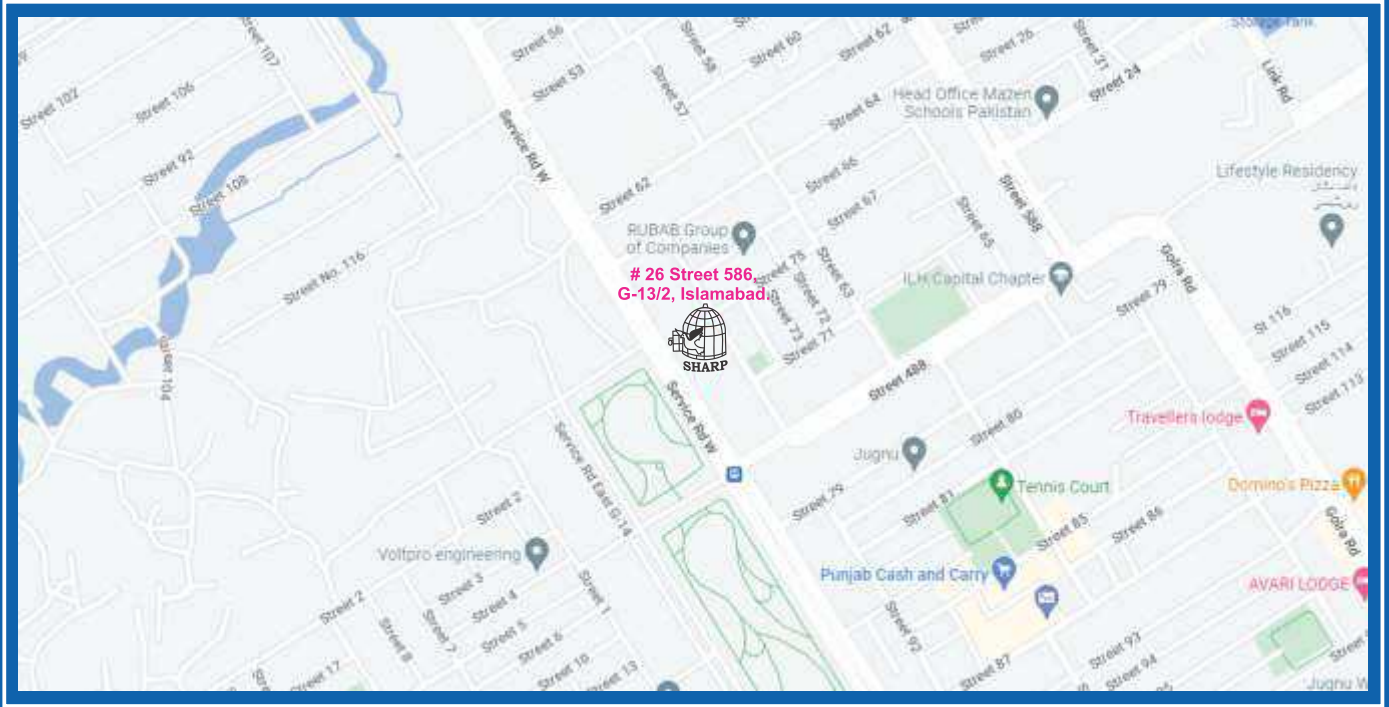 Street 107
Street 56
Street 58
Street 60
Street 62
Street 26
Street 31
Storage Tank
Street 102
Street 106
Street 53
Street 57
Street 64
Head Office Mazen
Schools Pakistan
Street 24
Link Rd
Service Rd W
Street 92
Street 108
Street 62
Street 66
Street 67
Street 65
Street 588
Lifestyle Residency
RUBAB Group
of Companies
Street No. 116
# 26 Street 586,
G-13/2, Islamabad.
Street 75
Street 72
Street 63
ILH Capital Chapter
Golra Rd
Street 79
St 116
Street 115
Street 114
Street 113
Street 73
Street 71
SHARP
Street 104
Street 488
Service Rd W
Travellers lodge
Street 80
Jugnu
Service Rd East G-14
Street 79
Street 81
Tennis Court
Domino's Pizza
Street 2
Street 85
Street 86
Golra Rd
Voltpro engineering
Punjab Cash and Carry
AVARI LODGE
Street 3
Street 4
Street 1
Street 2
Street 8
Street 7
Street 5
Street 6
Street 92
Street 93
Street 94
Street 87
Street
Street 17
Street 10
Street 13
Jugnu W